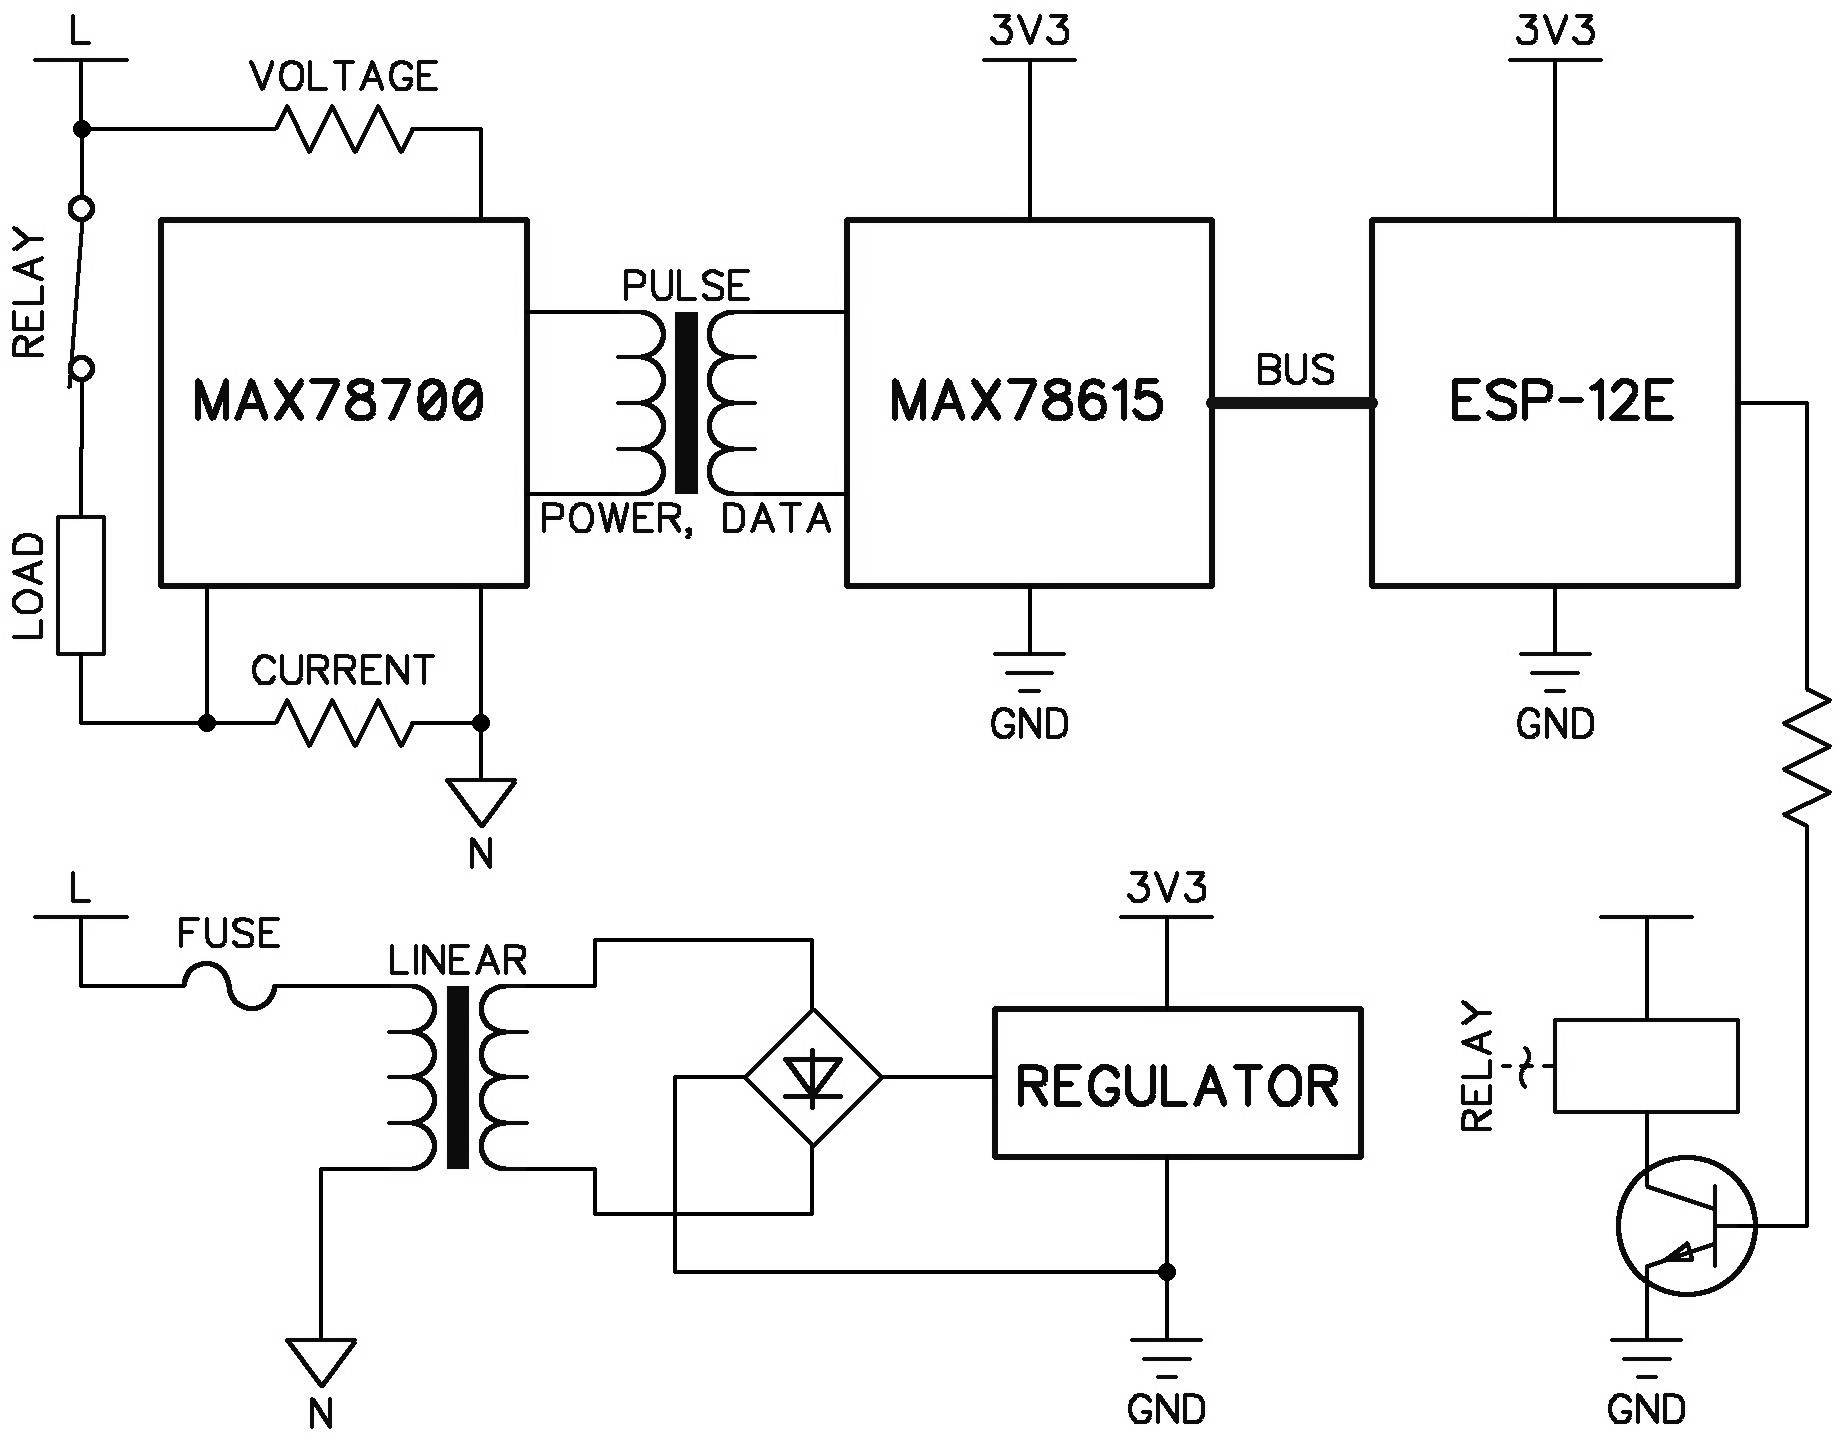 L
VOLTAGE
3V3
3V3
RELAY
PULSE
MAX78700
MAX78615
BUS
ESP-12E
POWER, DATA
LOAD
CURRENT
GND
GND
N
L
FUSE
LINEAR
3V3
REGULATOR
RELAY
N
GND
GND